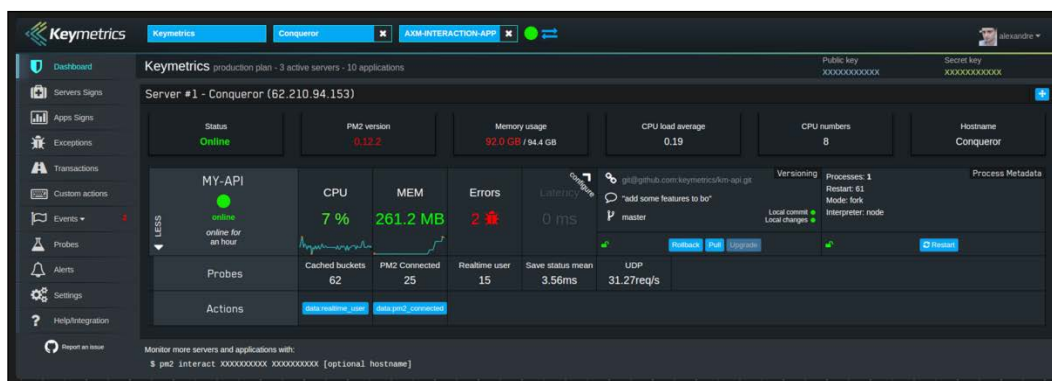 Keymetrics
Keymetrics
Conqueror ✖
AXM-INTERACTION-APP ✖
alexandre
Dashboard
Servers Signs
Apps Signs
Exceptions
Transactions
Custom actions
Events 2
Probes
Alerts
Settings
Help/Integration
Report an issue
Keymetrics production plan - 3 active servers - 10 applications
Public key
XXXXXXXXXXX
Secret key
XXXXXXXXXXX
Server #1 - Conqueror (62.210.94.153)
Status
Online
PM2 version
0.12.2
Memory usage
92.0 GB / 94.4 GB
CPU load average
0.19
CPU numbers
8
Hostname
Conqueror
LESS
MY-API
online
online for
an hour
CPU
7 %
MEM
261.2 MB
Errors
2
configure
Latency
0 ms
Versioning
git@github.com:keymetrics/km-api.git
"add some features to bo"
master
Local commit
Local changes
Rollback
Pull
Upgrade
Process Metadata
Processes: 1
Restart: 61
Mode: fork
Interpreter: node
Restart
Probes
Cached buckets
62
PM2 Connected
25
Realtime user
15
Save status mean
3.56ms
UDP
31.27req/s
Actions
data:realtime_user
data:pm2_connected
Monitor more servers and applications with:
$ pm2 interact XXXXXXXXXX XXXXXXXXXX [optional hostname]